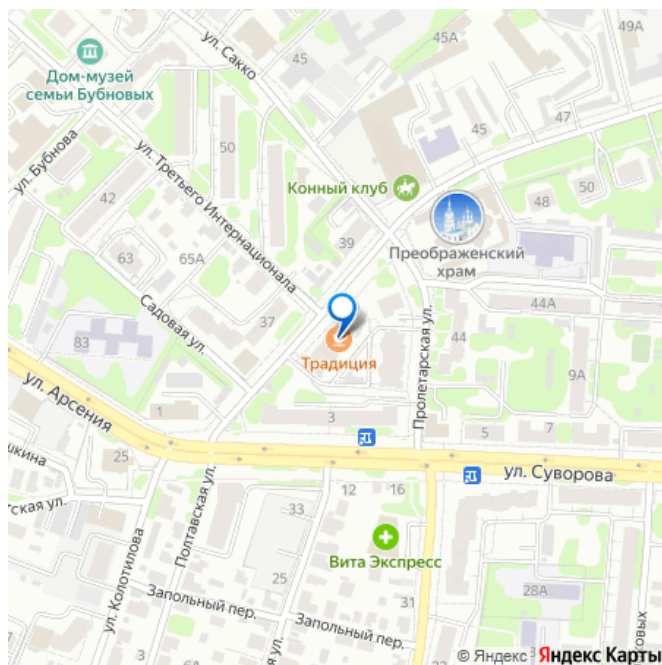 49А
ул. Сакко
45
45А
Дом-музей
семьи Бубновых
50
45
47
ул. Бубнова
ул. Третьего Интернационала
Конный клуб
42
48
50
39
Преображенский
храм
63
65А
Садовая ул.
37
44А
83
Традиция
Пролетарская ул.
44
9А
ул. Арсения
1
3
5
7
25
ул. Суворова
Полтавская ул.
12
16
33
ул. Колотилова
Вита Экспресс
25
28А
Запольный пер.
31
Запольный пер.
© Яндекс Яндекс Карты